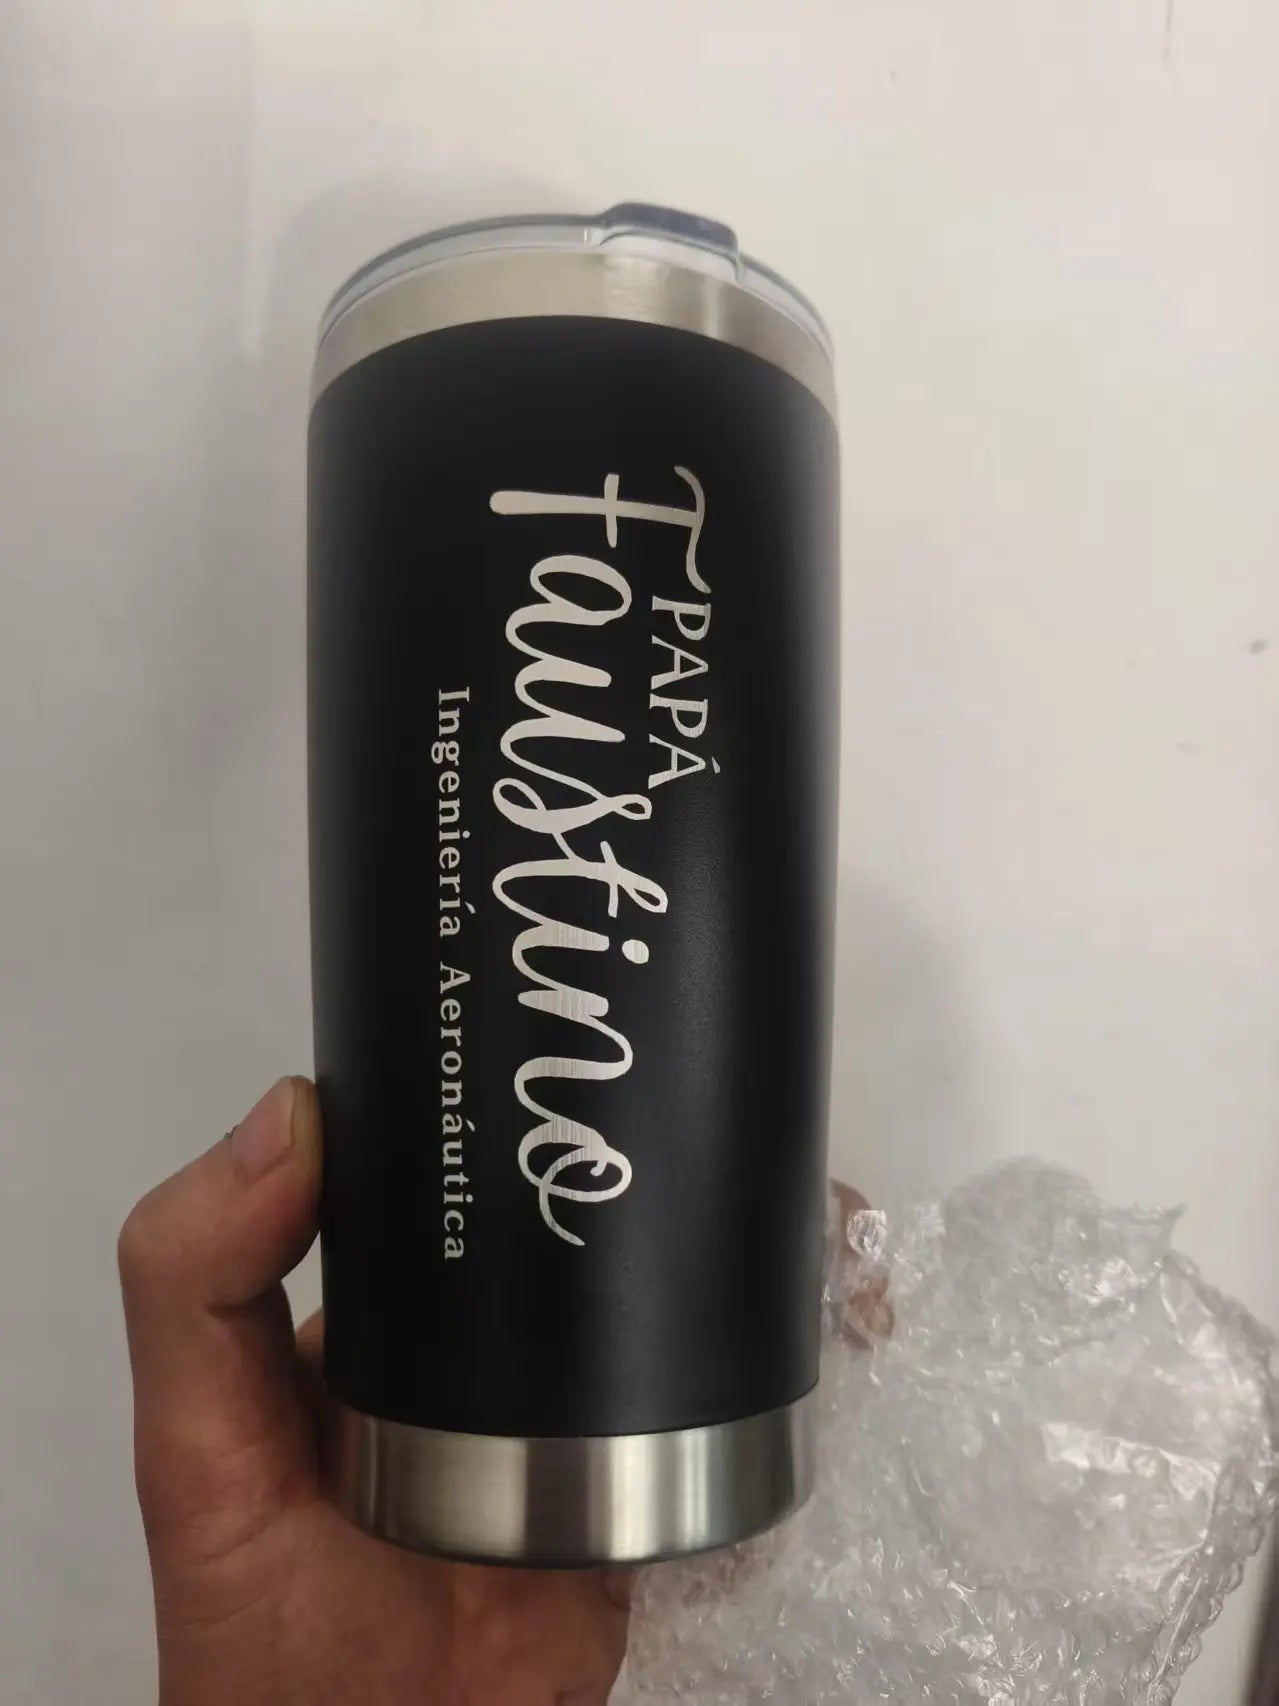 PAPÁ
Faustino
Ingeniería Aeronáutica